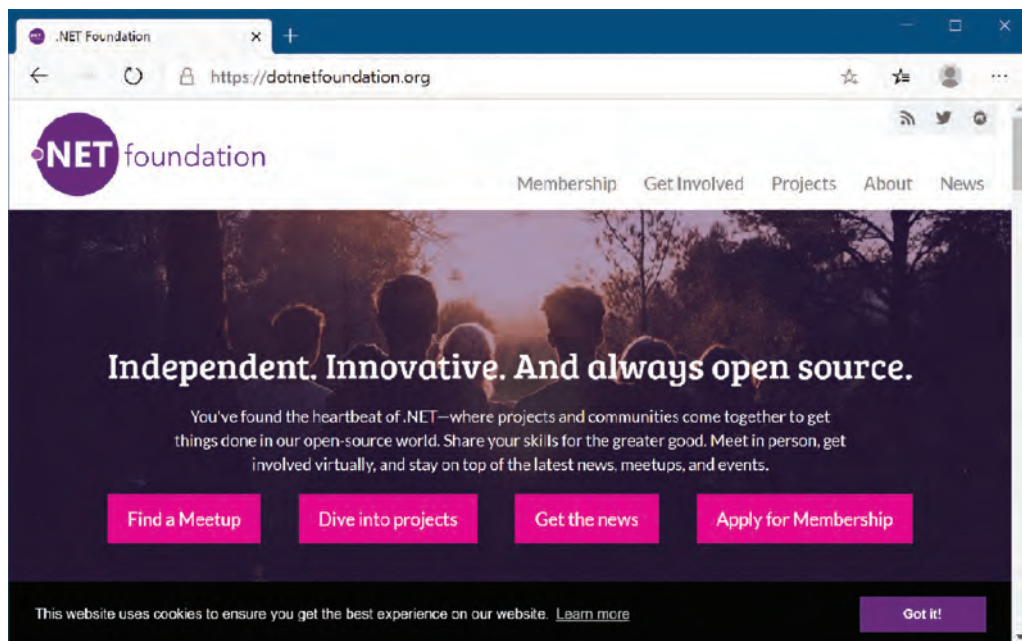 .NET Foundation
https://dotnetfoundation.org
.NET foundation
Membership Get Involved Projects About News
Independent. Innovative. And always open source.
You've found the heartbeat of .NET—where projects and communities come together to get
things done in our open-source world. Share your skills for the greater good. Meet in person, get
involved virtually, and stay on top of the latest news, meetups, and events.
Find a Meetup Dive into projects Get the news Apply for Membership
This website uses cookies to ensure you get the best experience on our website. Learn more Got it!